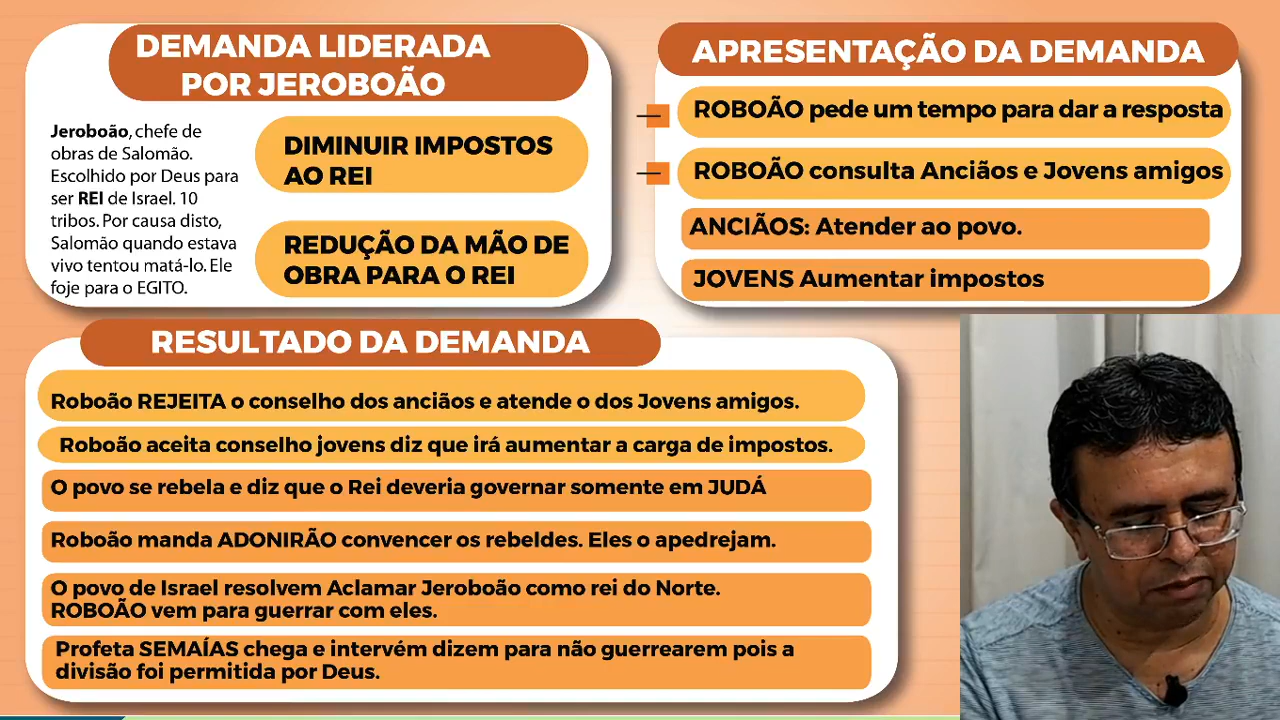 DEMANDA LIDERADA
POR JEROBOÃO
Jeroboão, chefe de
obras de Salomão.
Escolhido por Deus para
ser REI de Israel. 10
tribos. Por causa disto,
Salomão quando estava
vivo tentou matá-lo. Ele
foje para o EGITO.
DIMINUIR IMPOSTOS
AO REI
REDUÇÃO DA MÃO DE
OBRA PARA O REI
APRESENTAÇÃO DA DEMANDA
ROBOÃO pede um tempo para dar a resposta
ROBOÃO consulta Anciãos e Jovens amigos
ANCIÃOS: Atender ao povo.
JOVENS Aumentar impostos
RESULTADO DA DEMANDA
Roboão REJEITA o conselho dos anciãos e atende o dos Jovens amigos.
Roboão aceita conselho jovens diz que irá aumentar a carga de impostos.
O povo se rebela e diz que o Rei deveria governar somente em JUDÁ
Roboão manda ADONIRÃO convencer os rebeldes. Eles o apedrejam.
O povo de Israel resolvem Aclamar Jeroboão como rei do Norte.
ROBOÃO vem para guerrar com eles.
Profeta SEMAÍAS chega e intervém dizem para não guerrearem pois a
divisão foi permitida por Deus.